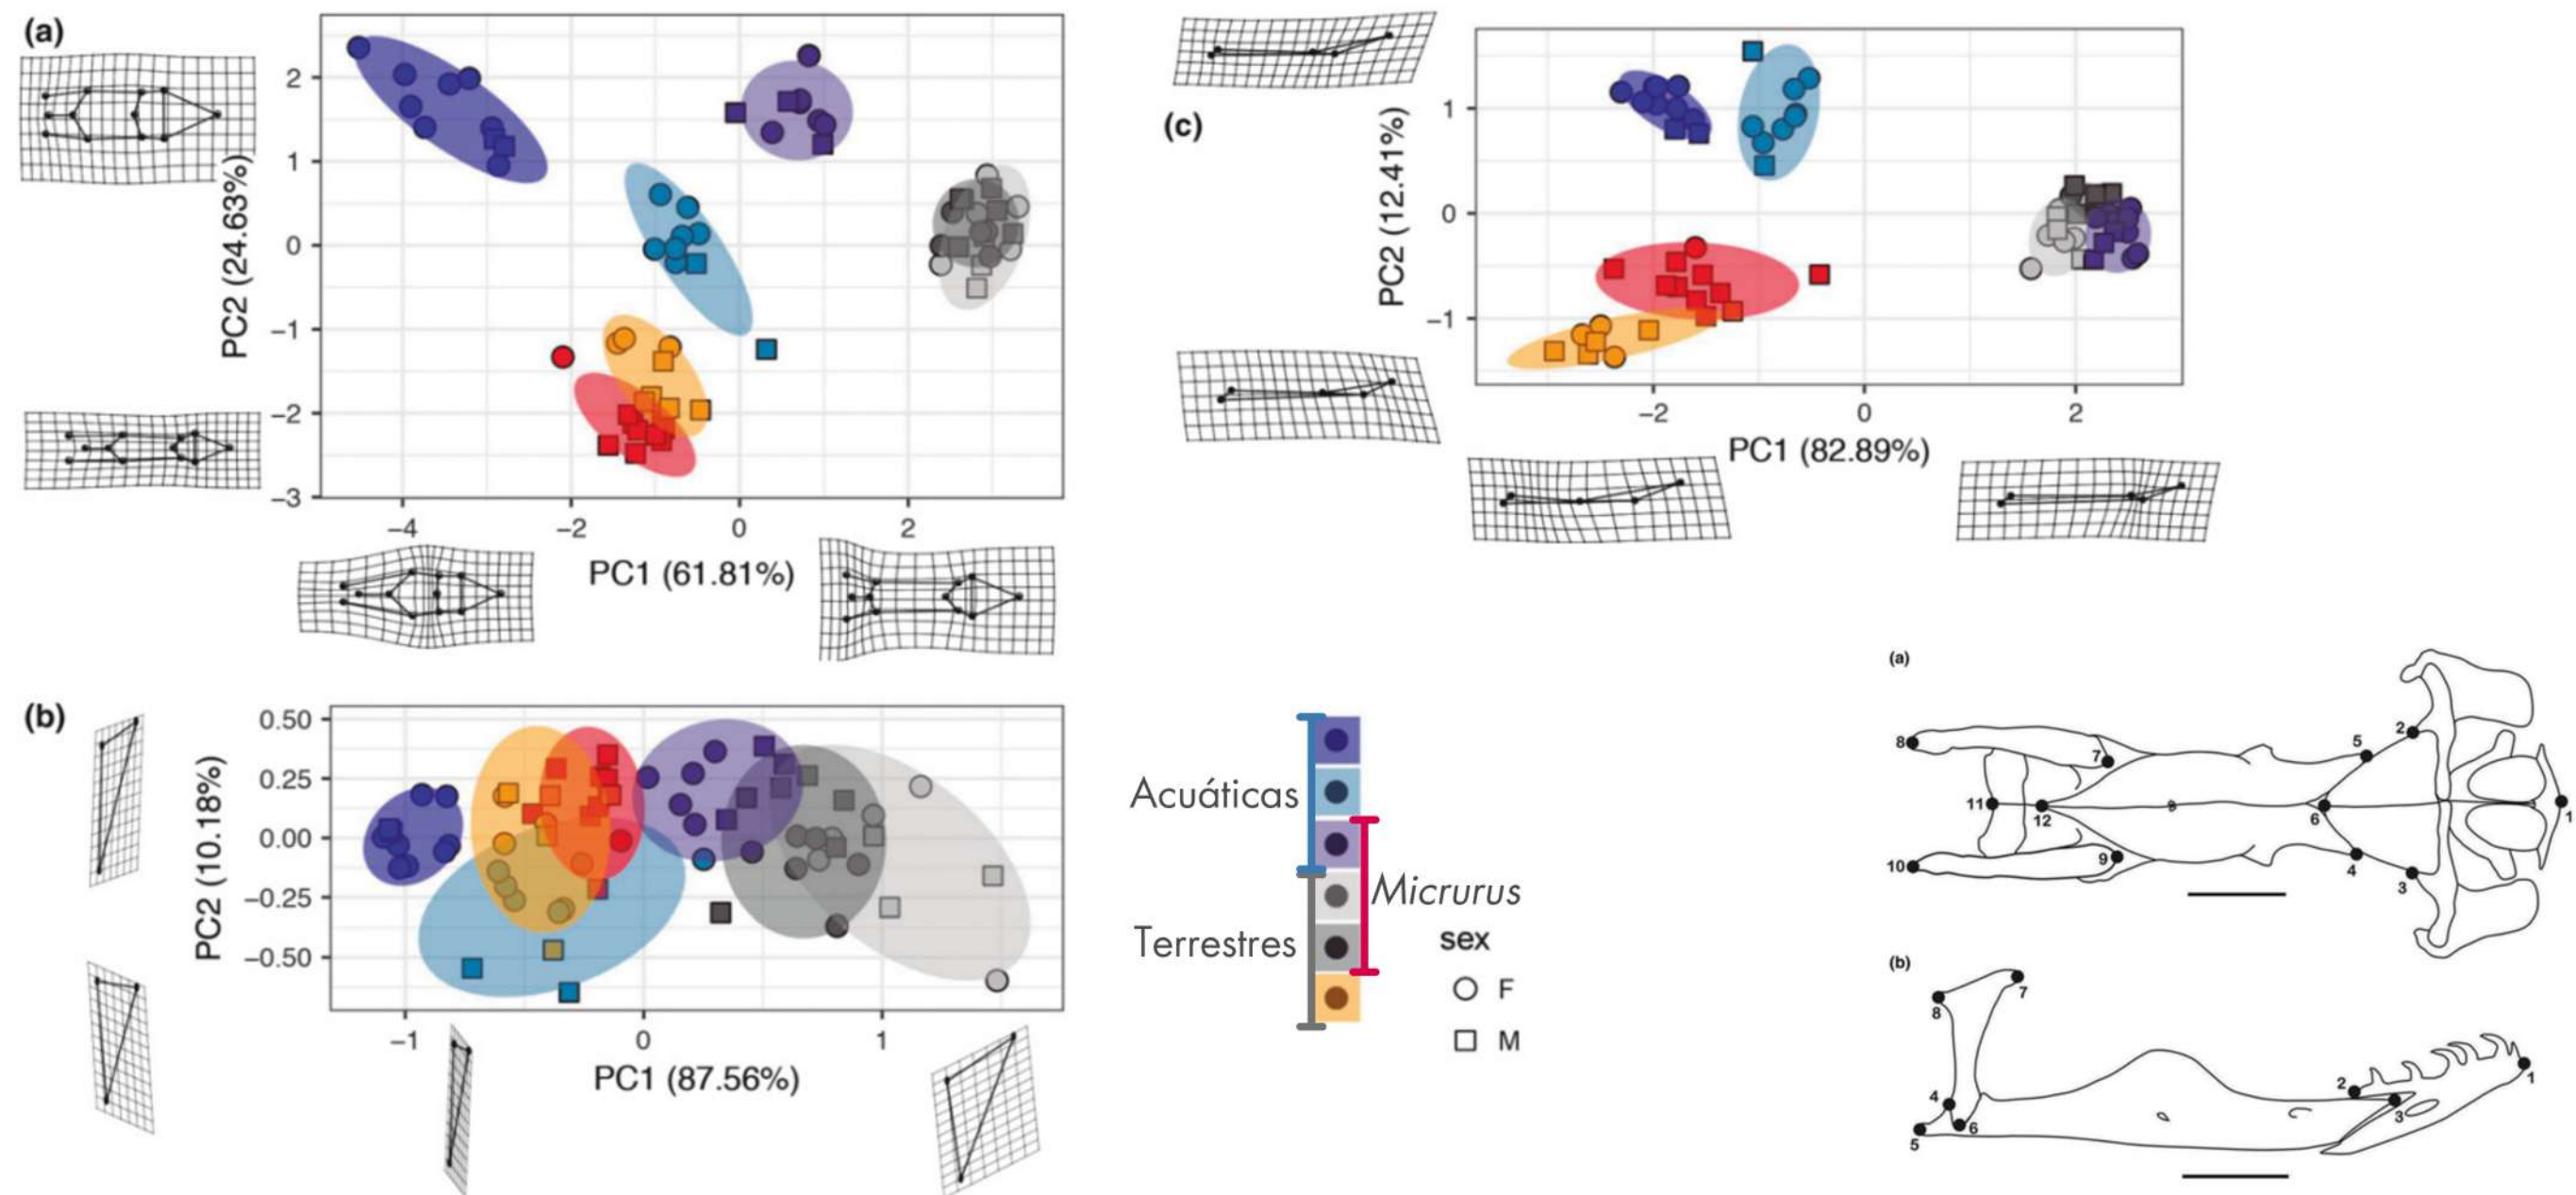 (a)
PC2 (24.63%)
2
1
0
−1
−2
−3
−4
−2
0
2
PC1 (61.81%)
(c)
PC2 (12.41%)
1
0
−1
−2
0
2
PC1 (82.89%)
(b)
PC2 (10.18%)
0.50
0.25
0.00
−0.25
−0.50
−1
0
1
PC1 (87.56%)
Acuáticas
Micrurus
Terrestres
sex
F
M
(a)
8
7
5
2
11
12
6
1
10
9
4
3
(b)
8
7
4
5
6
2
3
1